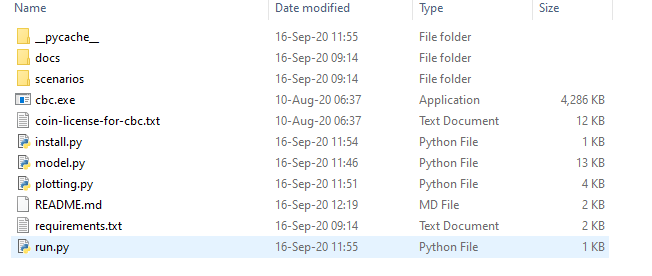 Name Date modified Type Size
__pycache__ 16-Sep-20 11:55 File folder
docs 16-Sep-20 09:14 File folder
scenarios 16-Sep-20 09:14 File folder
cbc.exe 10-Aug-20 06:37 Application 4,286 KB
coin-license-for-cbc.txt 10-Aug-20 06:37 Text Document 12 KB
install.py 16-Sep-20 11:54 Python File 1 KB
model.py 16-Sep-20 11:46 Python File 13 KB
plotting.py 16-Sep-20 11:51 Python File 4 KB
README.md 16-Sep-20 12:19 MD File 2 KB
requirements.txt 16-Sep-20 09:14 Text Document 2 KB
run.py 16-Sep-20 11:55 Python File 1 KB